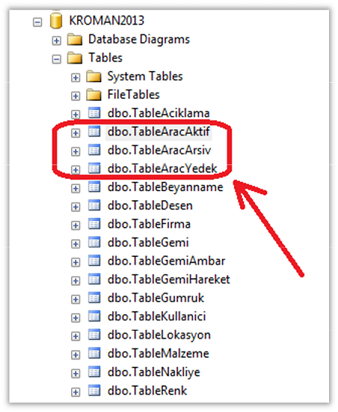 KROMAN2013
Database Diagrams
Tables
System Tables
FileTables
dbo.TableAciklama
dbo.TableAracAktif
dbo.TableAracArsiv
dbo.TableAracYedek
dbo.TableBeyanname
dbo.TableDesen
dbo.TableFirma
dbo.TableGemi
dbo.TableGemiAmbar
dbo.TableGemiHareket
dbo.TableGumruk
dbo.TableKullanici
dbo.TableLokasyon
dbo.TableMalzeme
dbo.TableNakliye
dbo.TableRenk